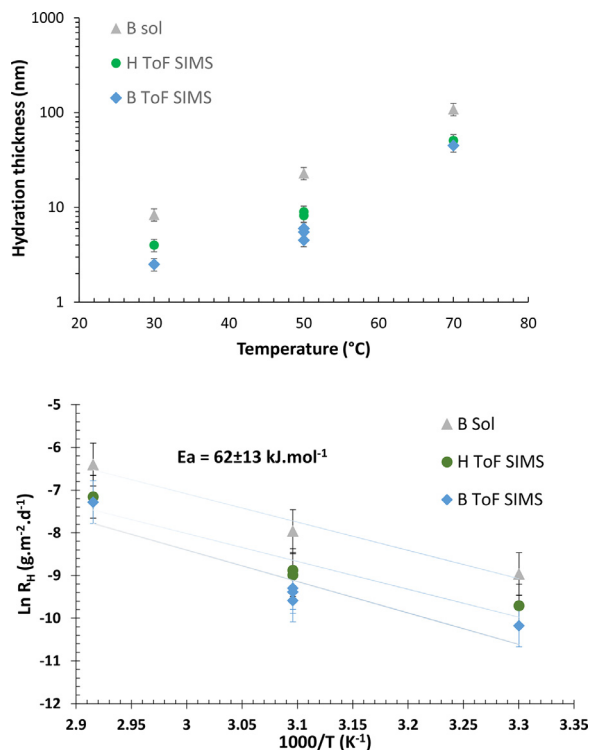 1000
100
10
1
Hydration thickness (nm)
B sol
H ToF SIMS
B ToF SIMS
20 30 40 50 60 70 80
Temperature (°C)
-5
-6
-7
-8
-9
-10
-11
-12
Ln R_H (g.m⁻².d⁻¹)
Ea = 62±13 kJ.mol⁻¹
B Sol
H ToF SIMS
B ToF SIMS
2.9 2.95 3 3.05 3.1 3.15 3.2 3.25 3.3 3.35
1000/T (K⁻¹)